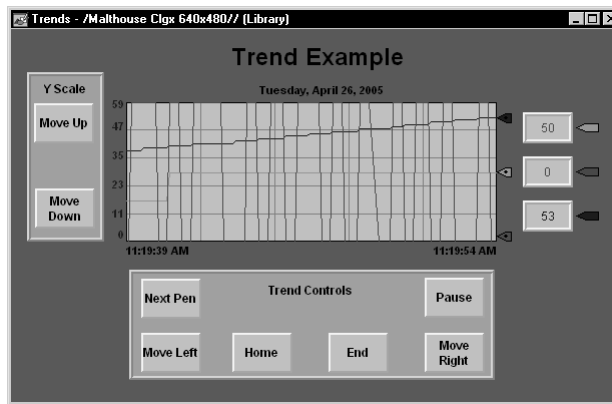 Trends - /Malthouse Clgx 640x480// (Library)
Trend Example
Tuesday, April 26, 2005
Y Scale
Move Up
Move
Down
59
47
35
23
11
0
11:19:39 AM
11:19:54 AM
50
0
53
Trend Controls
Next Pen
Pause
Move Left
Home
End
Move
Right